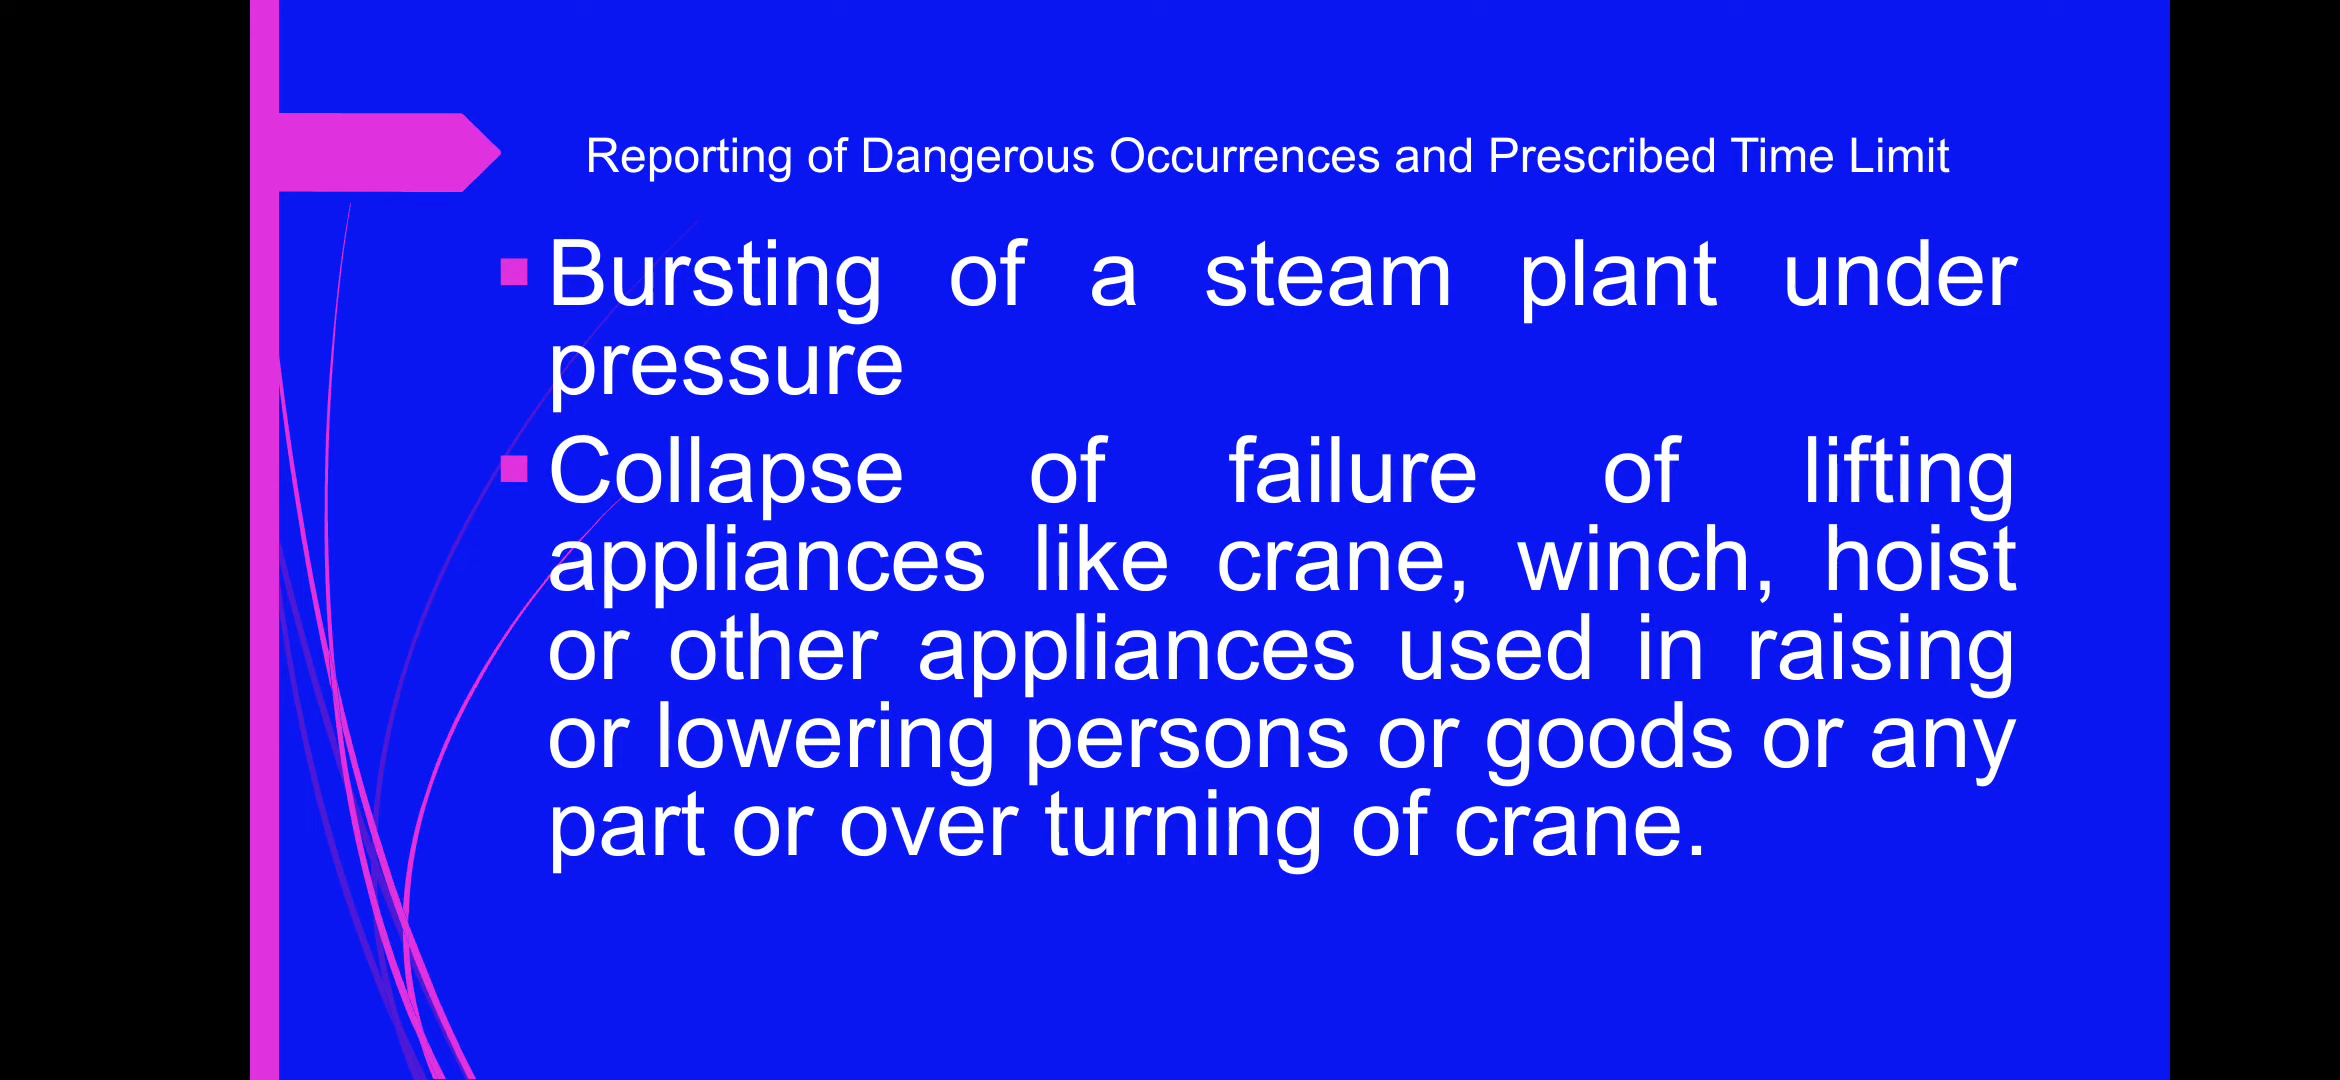 Reporting of Dangerous Occurrences and Prescribed Time Limit
Bursting of a steam plant under
pressure
Collapse of failure of lifting
appliances like crane, winch, hoist
or other appliances used in raising
or lowering persons or goods or any
part or over turning of crane.